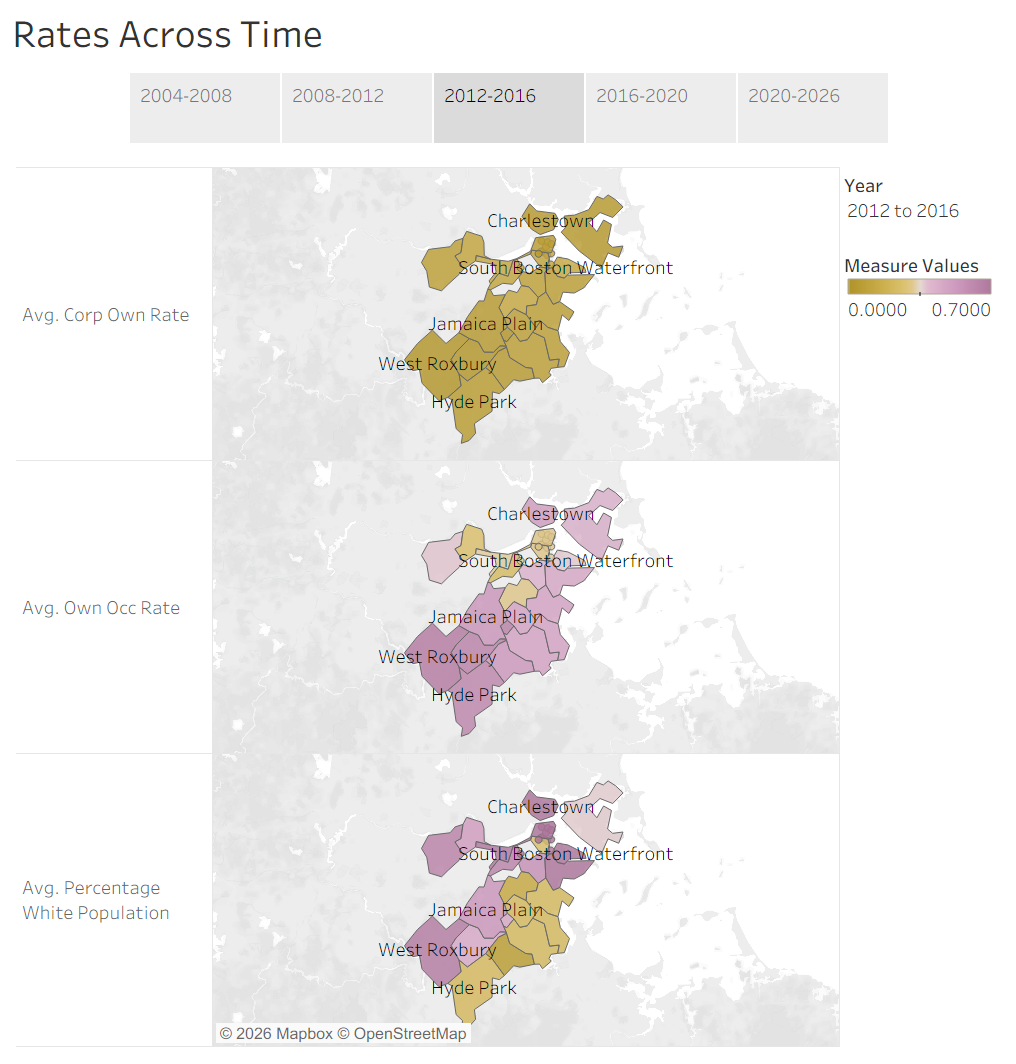 Rates Across Time
2004-2008
2008-2012
2012-2016
2016-2020
2020-2026
Year
2012 to 2016
Measure Values
0.0000
0.7000
Avg. Corp Own Rate
Charlestown
South Boston Waterfront
Jamaica Plain
West Roxbury
Hyde Park
Avg. Own Occ Rate
Charlestown
South Boston Waterfront
Jamaica Plain
West Roxbury
Hyde Park
Avg. Percentage
White Population
Charlestown
South Boston Waterfront
Jamaica Plain
West Roxbury
Hyde Park
© 2026 Mapbox © OpenStreetMap